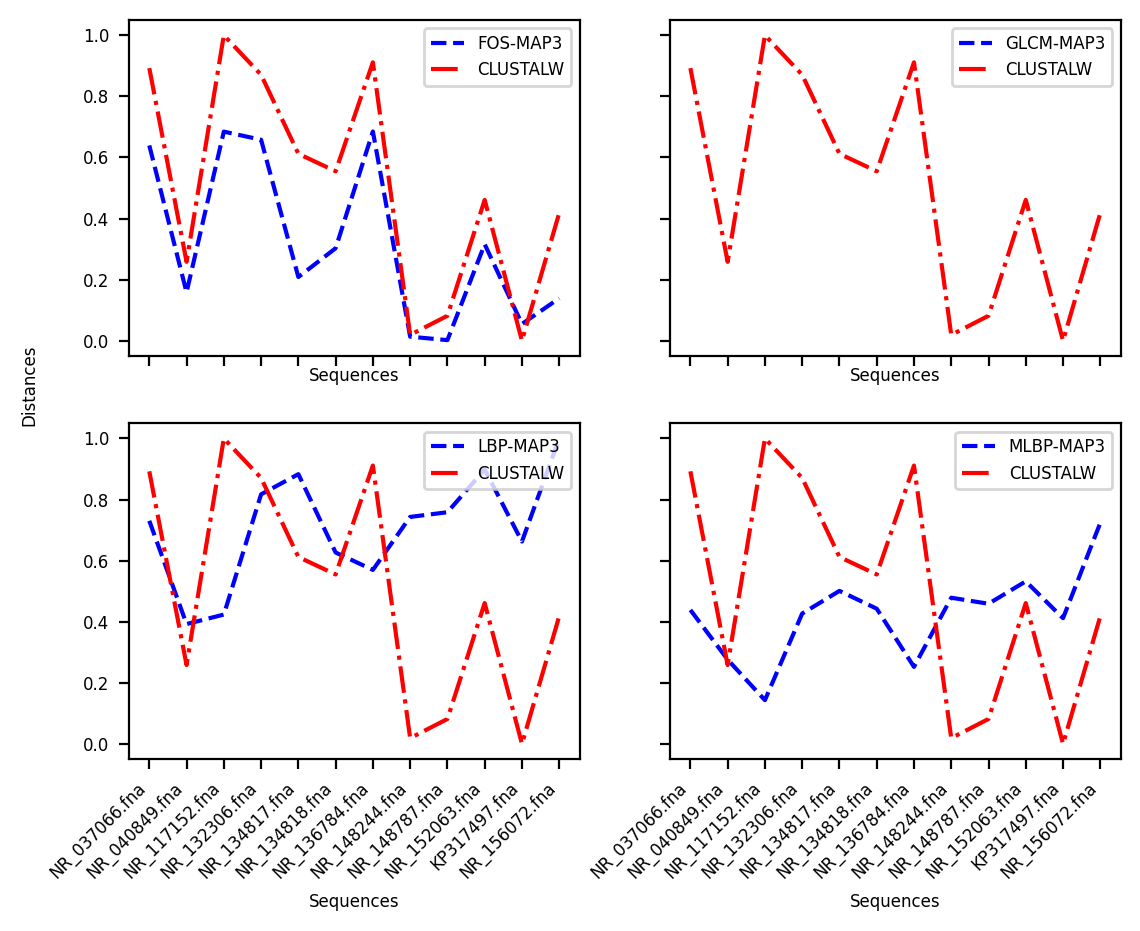 FOS-MAP3
CLUSTALW
1.0
0.8
0.6
0.4
0.2
0.0
Sequences
GLCM-MAP3
CLUSTALW
Sequences
Distances
LBP-MAP3
CLUSTALW
1.0
0.8
0.6
0.4
0.2
0.0
NR_037066.fna
NR_040849.fna
NR_117152.fna
NR_132306.fna
NR_134817.fna
NR_134818.fna
NR_136784.fna
NR_148244.fna
NR_148787.fna
NR_152063.fna
KP317497.fna
NR_156072.fna
Sequences
MLBP-MAP3
CLUSTALW
NR_037066.fna
NR_040849.fna
NR_117152.fna
NR_132306.fna
NR_134817.fna
NR_134818.fna
NR_136784.fna
NR_148244.fna
NR_148787.fna
NR_152063.fna
KP317497.fna
NR_156072.fna
Sequences